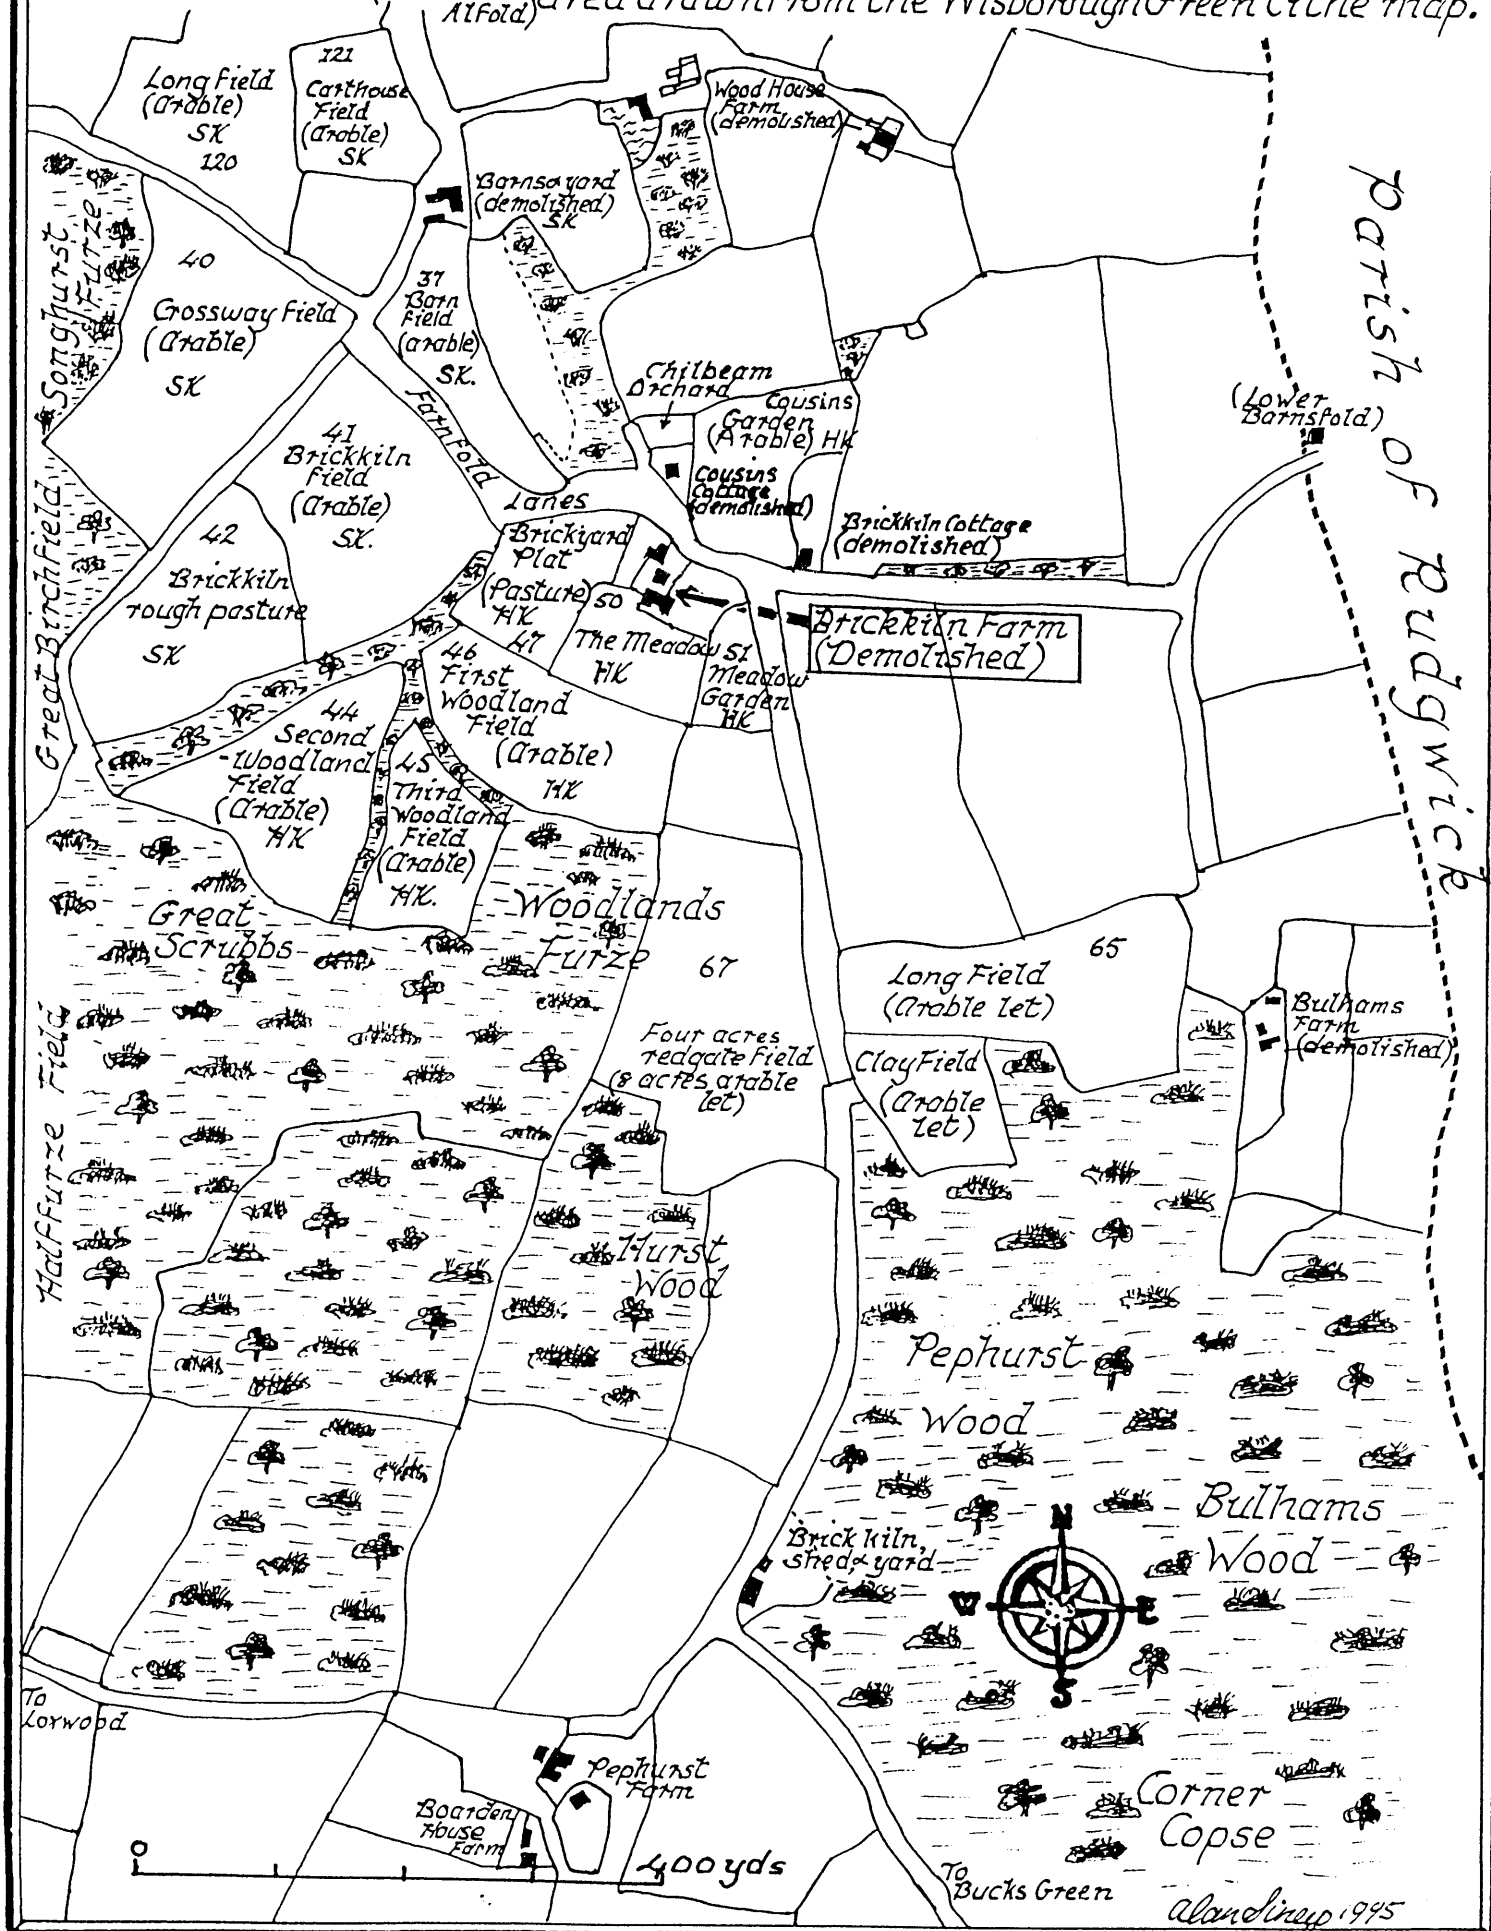 Alfold)
area drawn from the Wisborough Green tithe map.
121
Long Field
(Arable)
SK
120
Carthouse
Field
(Arable)
SK
Wood House
Farm
(demolished)
Barns & yard
(demolished)
SK
Songhurst
Furze
40
Crossway Field
(Arable)
SK
37
Barn
Field
(arable)
SK.
Parish of Rudgwick
Chilbeam
Orchard
Cousins
Garden
(Arable) HK
(Lower
Barnsfold)
Farnfold
Lanes
41
Brickkiln
Field
(Arable)
SK.
Cousins
Cottage
(demolished)
Brickkiln Cottage
(demolished)
Great Birchfield
42
Brickkiln
rough pasture
SK
Brickyard
Plat
(Pasture)
HK
47
50
The Meadow
HK
51
Meadow
Garden
HK
Brickkiln Farm
(Demolished)
46
First
Woodland
Field
(Arable)
HK
44
Second
-Woodland
Field
(Arable)
HK
45
Third
Woodland
Field
(Arable)
HK.
Great
Scrubbs
Woodlands
Furze
67
Four acres
redgate Field
(8 acres arable
let)
65
Long Field
(Arable let)
Clay Field
(Arable
let)
Bulhams
Farm
(demolished)
Halffurze Field
Hurst
Wood
Pephurst
Wood
Bulhams
Wood
Brick kiln,
shed, & yard
N
W
E
S
To
Loxwood
Pephurst
Farm
Boarden
House
Farm
Corner
Copse
0
400yds
To
Bucks Green
1995